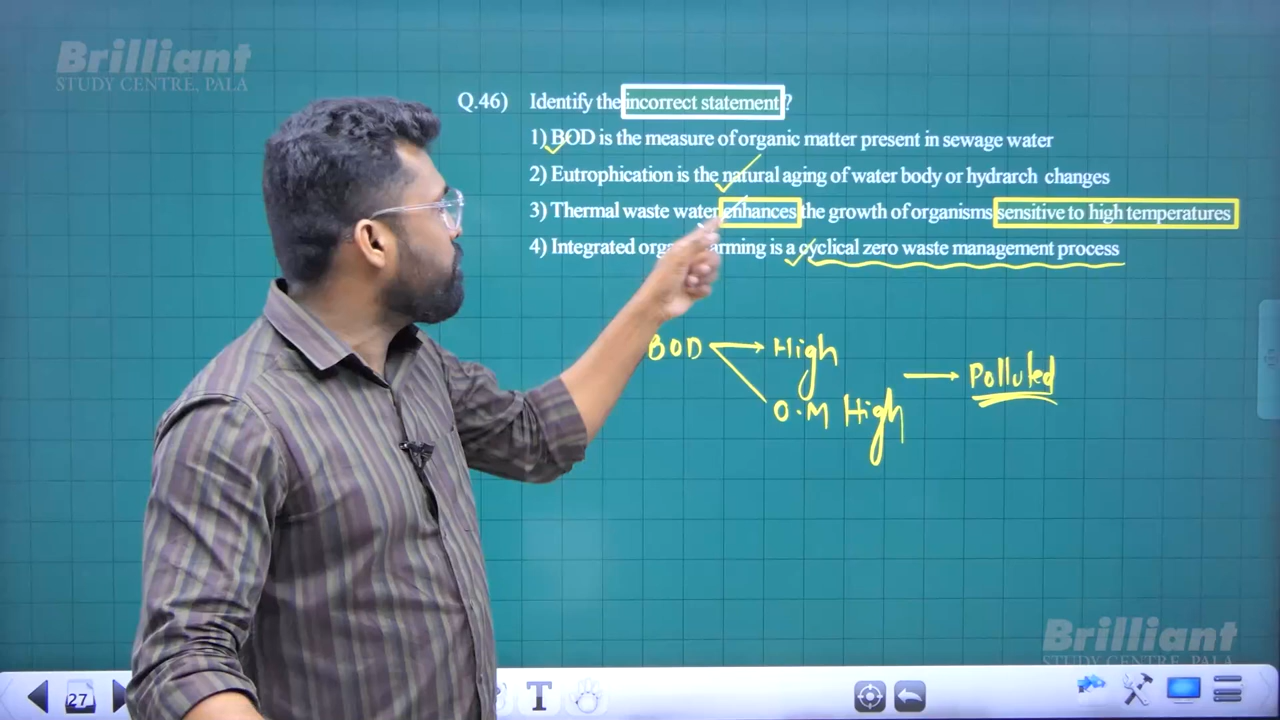 Brilliant
STUDY CENTRE, PALA
Q.46) Identify the incorrect statement ?
1) BOD is the measure of organic matter present in sewage water
2) Eutrophication is the natural aging of water body or hydrarch changes
3) Thermal waste water enhances the growth of organisms sensitive to high temperatures
4) Integrated is a cyclical zero waste management process
BOD High
O.M High
Polluted
Brilliant
STUDY CENTRE, PALA
27
T